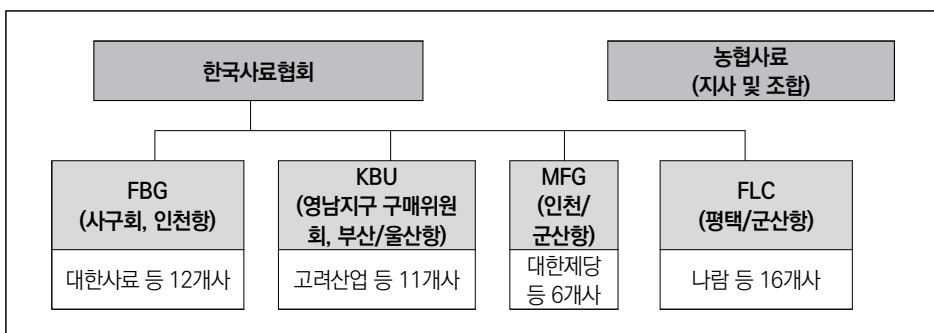 한국사료협회
농협사료
(지사 및 조합)
FBG
(사구회, 인천항)
대한사료 등 12개사
KBU
(영남지구 구매위원
회, 부산/울산항)
고려산업 등 11개사
MFG
(인천/
군산항)
대한제당
등 6개사
FLC
(평택/군산항)
나람 등 16개사